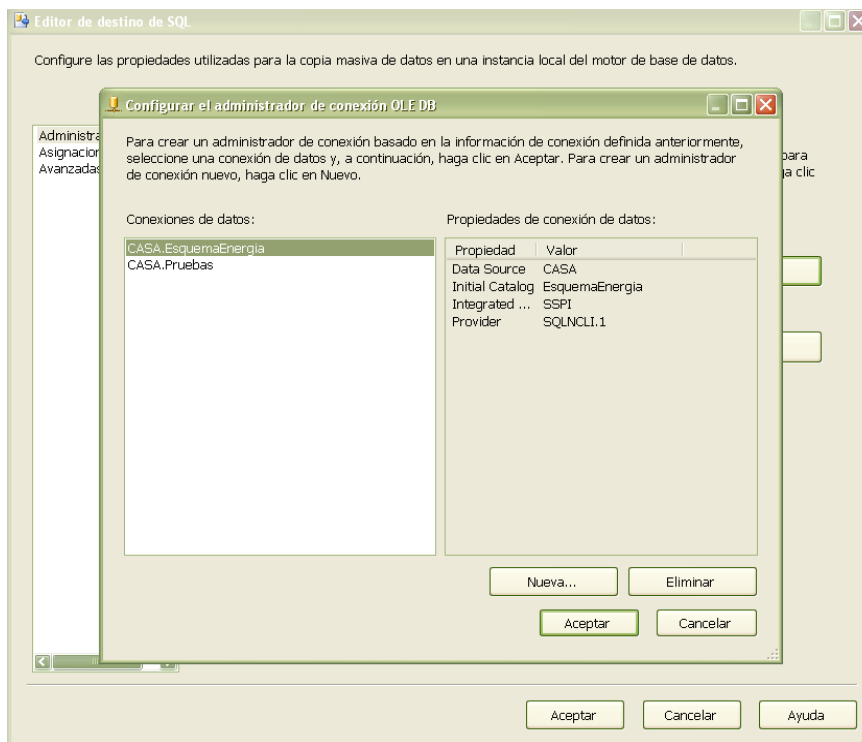 Editor de destino de SQL
Configure las propiedades utilizadas para la copia masiva de datos en una instancia local del motor de base de datos.
Configurar el administrador de conexión OLE DB
Administra
Asignacion
Avanzadas
para
ga clic
Para crear un administrador de conexión basado en la información de conexión definida anteriormente,
seleccione una conexión de datos y, a continuación, haga clic en Aceptar. Para crear un administrador
de conexión nuevo, haga clic en Nuevo.
Conexiones de datos:
CASA.EsquemaEnergia
CASA.Pruebas
Propiedades de conexión de datos:
Propiedad Valor
Data Source CASA
Initial Catalog EsquemaEnergia
Integrated ... SSPI
Provider SQLNCLI.1
Nueva... Eliminar
Aceptar Cancelar
Aceptar Cancelar Ayuda